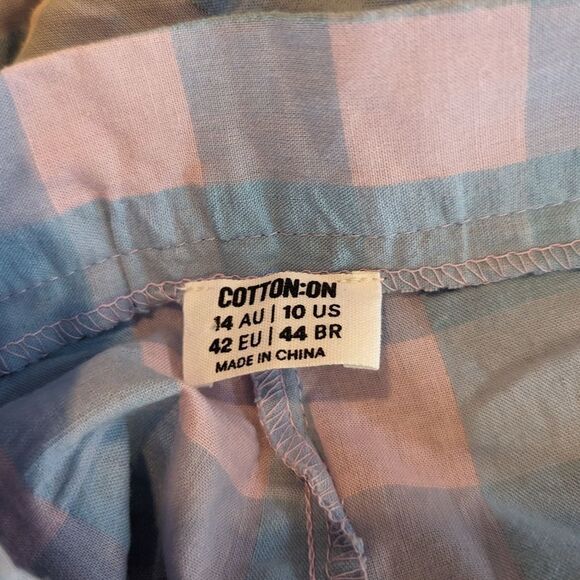 COTTON:ON
14 AU | 10 US
42 EU | 44 BR
MADE IN CHINA